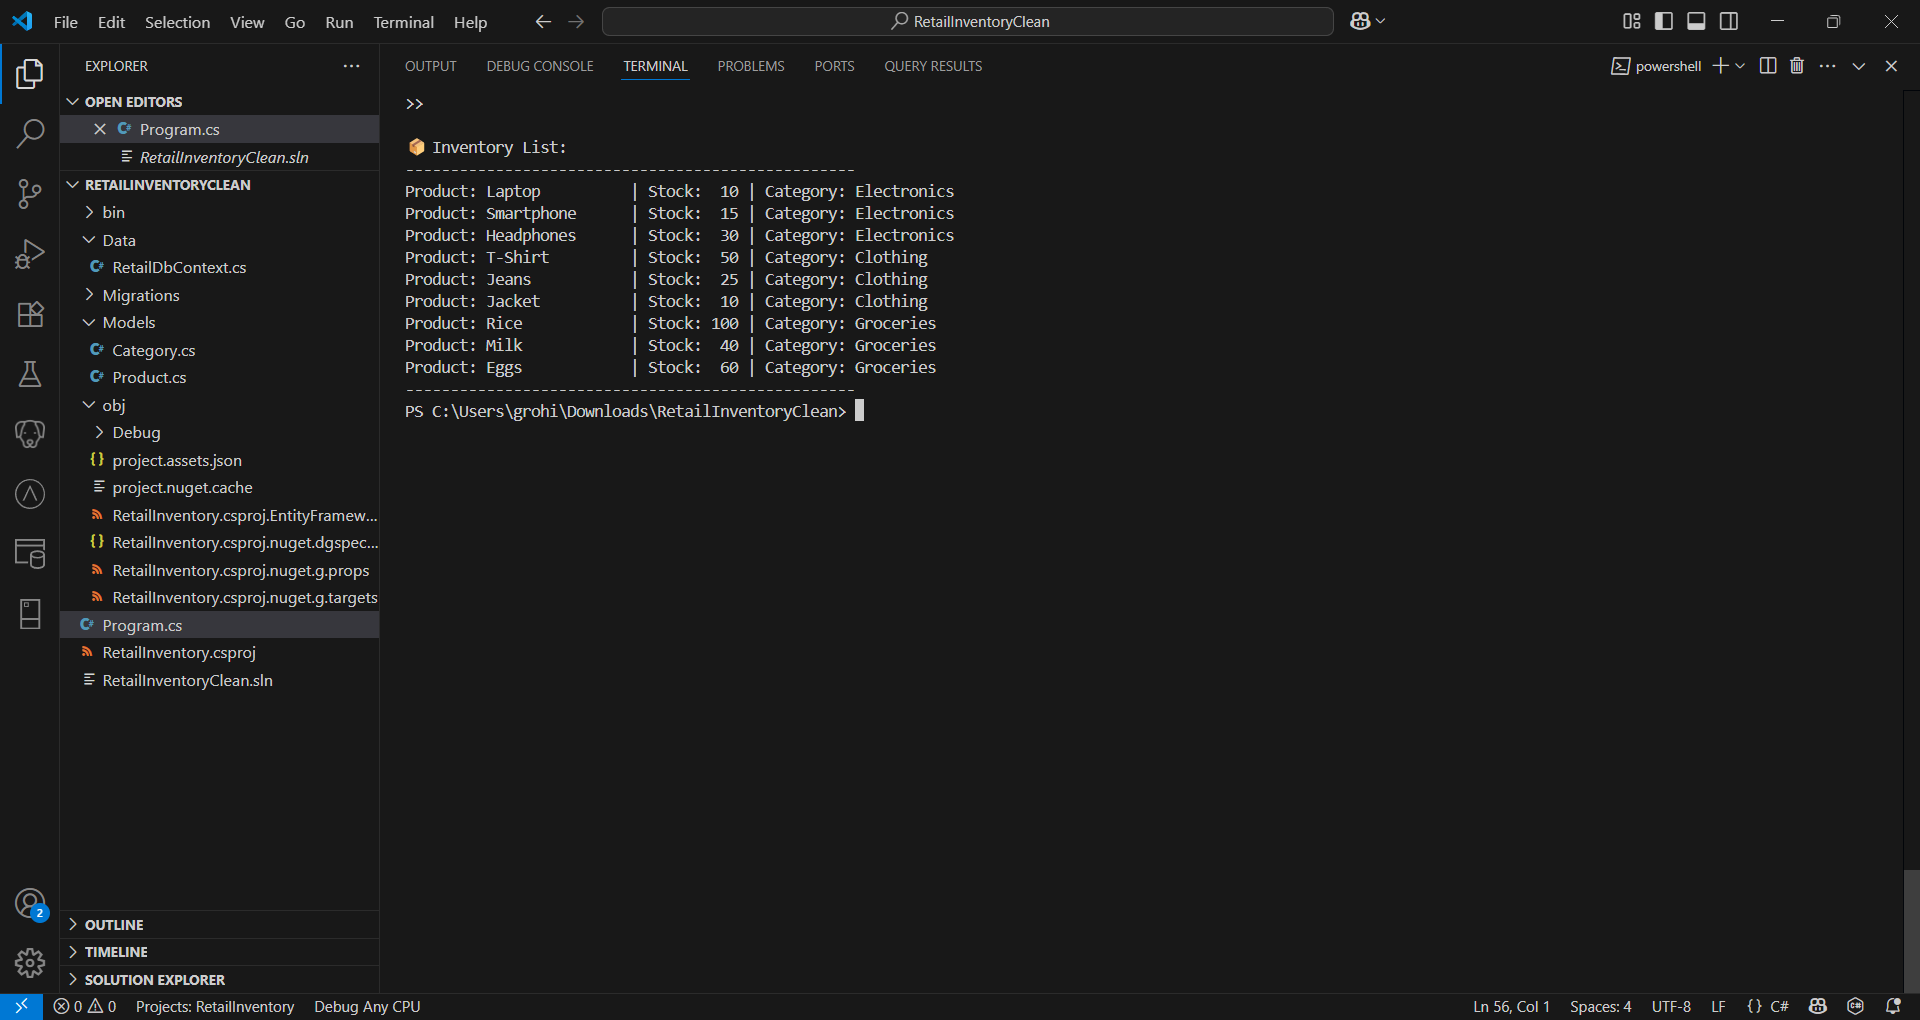 File Edit Selection View Go Run Terminal Help
RetailInventoryClean
EXPLORER
OPEN EDITORS
Program.cs
RetailInventoryClean.sln
RETAILINVENTORYCLEAN
bin
Data
RetailDbContext.cs
Migrations
Models
Category.cs
Product.cs
obj
Debug
project.assets.json
project.nuget.cache
RetailInventory.csproj.EntityFramew...
RetailInventory.csproj.nuget.dgspec...
RetailInventory.csproj.nuget.g.props
RetailInventory.csproj.nuget.g.targets
Program.cs
RetailInventory.csproj
RetailInventoryClean.sln
OUTLINE
TIMELINE
SOLUTION EXPLORER
OUTPUT DEBUG CONSOLE TERMINAL PROBLEMS PORTS QUERY RESULTS
powershell
>>
📦 Inventory List:
--------------------------------------------------
Product: Laptop          | Stock:  10 | Category: Electronics
Product: Smartphone      | Stock:  15 | Category: Electronics
Product: Headphones      | Stock:  30 | Category: Electronics
Product: T-Shirt         | Stock:  50 | Category: Clothing
Product: Jeans           | Stock:  25 | Category: Clothing
Product: Jacket          | Stock:  10 | Category: Clothing
Product: Rice            | Stock: 100 | Category: Groceries
Product: Milk            | Stock:  40 | Category: Groceries
Product: Eggs            | Stock:  60 | Category: Groceries
--------------------------------------------------
PS C:\Users\grohi\Downloads\RetailInventoryClean>
2
0 0 Projects: RetailInventory Debug Any CPU
Ln 56, Col 1 Spaces: 4 UTF-8 LF {} C#